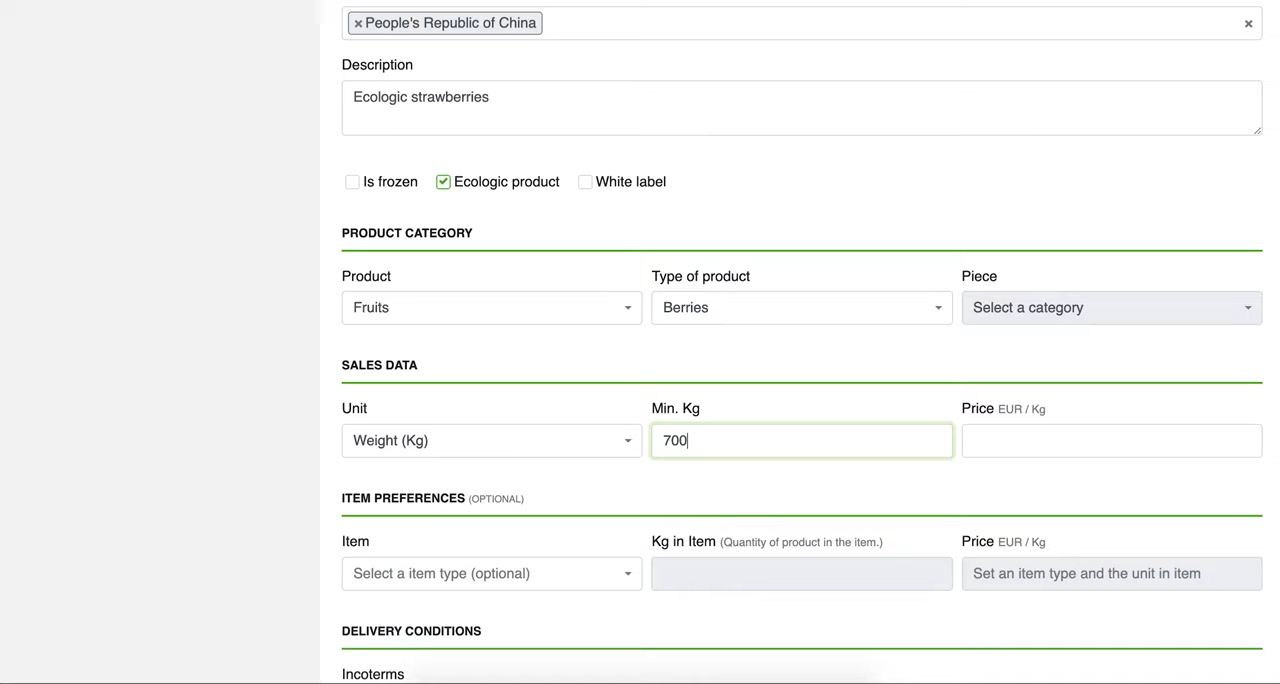 ×People's Republic of China ×
Description
Ecologic strawberries
Is frozen Ecologic product White label
PRODUCT CATEGORY
Product Type of product Piece
Fruits Berries Select a category
SALES DATA
Unit Min. Kg Price EUR / Kg
Weight (Kg) 700
ITEM PREFERENCES (OPTIONAL)
Item Kg in Item (Quantity of product in the item.) Price EUR / Kg
Select a item type (optional) Set an item type and the unit in item
DELIVERY CONDITIONS
Incoterms